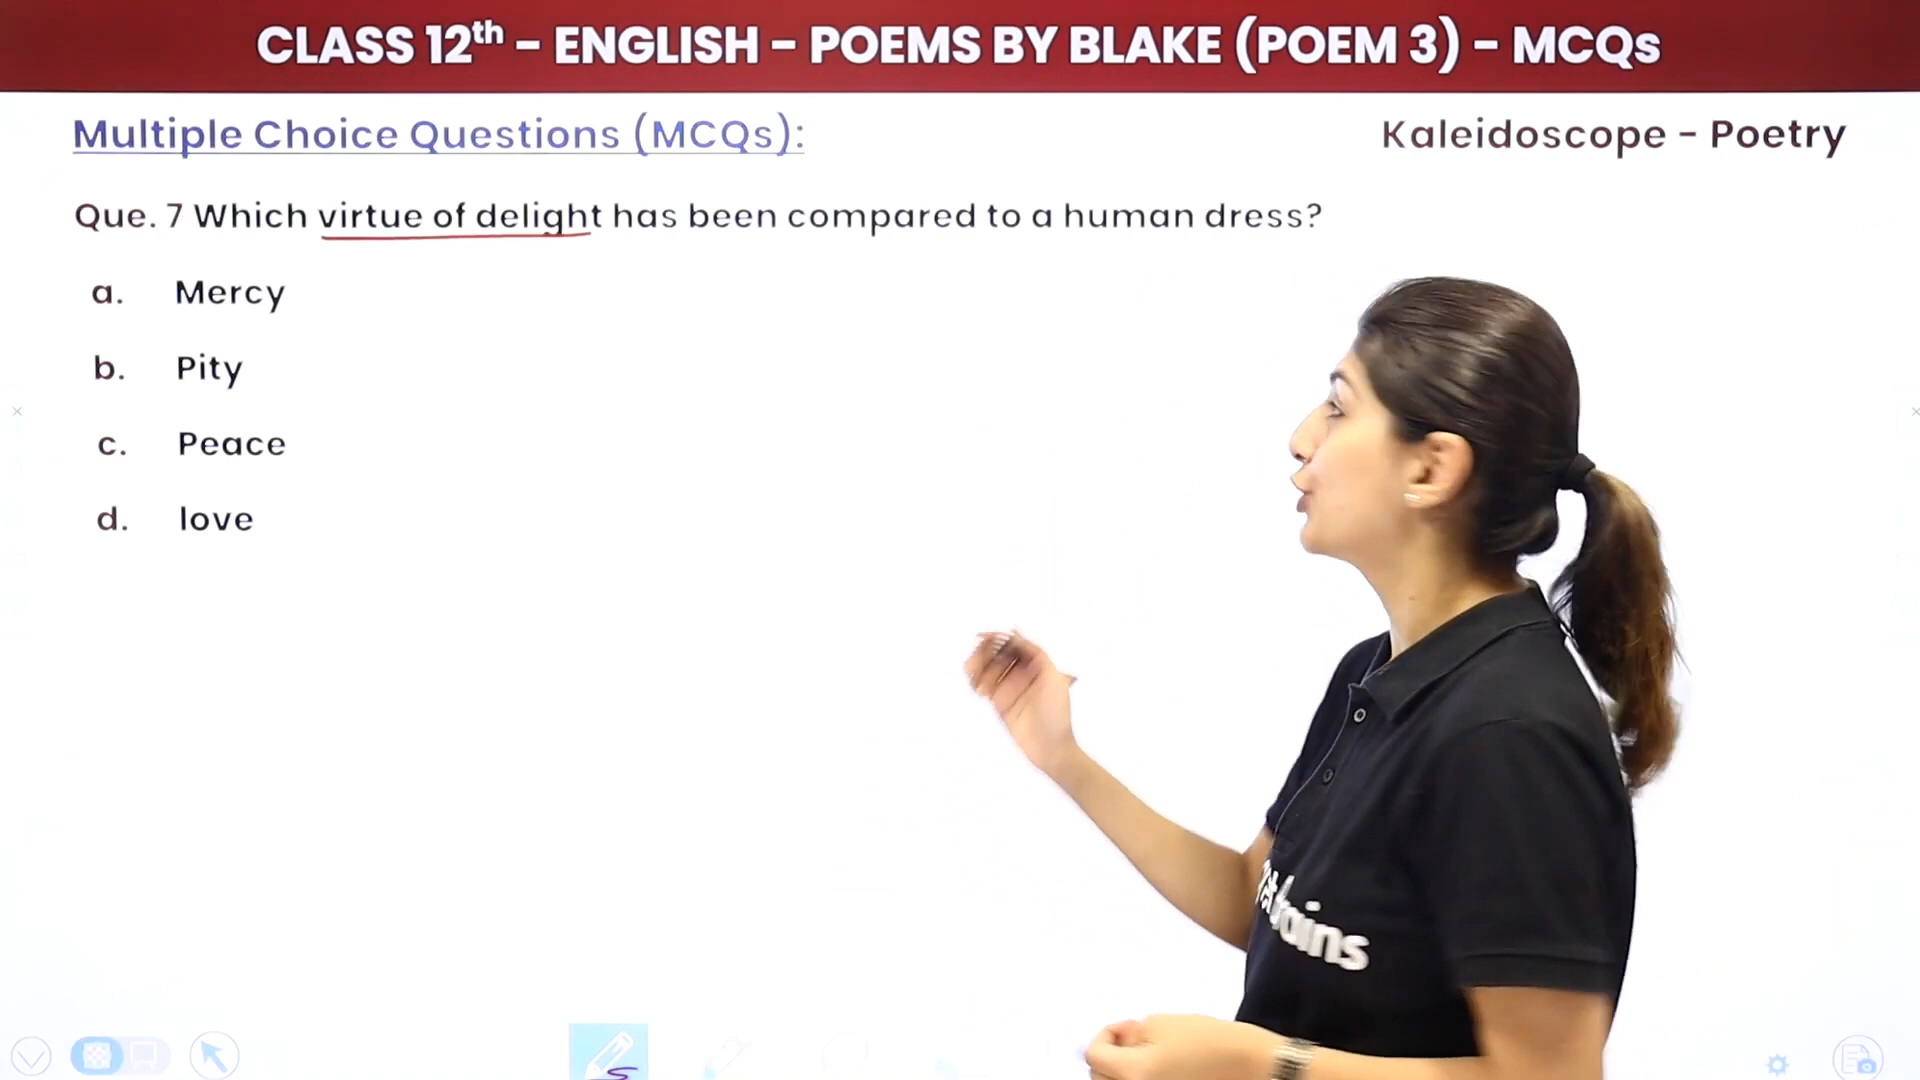 CLASS 12th - ENGLISH - POEMS BY BLAKE (POEM 3) - MCQs
Multiple Choice Questions (MCQs):
Kaleidoscope - Poetry
Que. 7 Which virtue of delight has been compared to a human dress?
a. Mercy
b. Pity
c. Peace
d. love